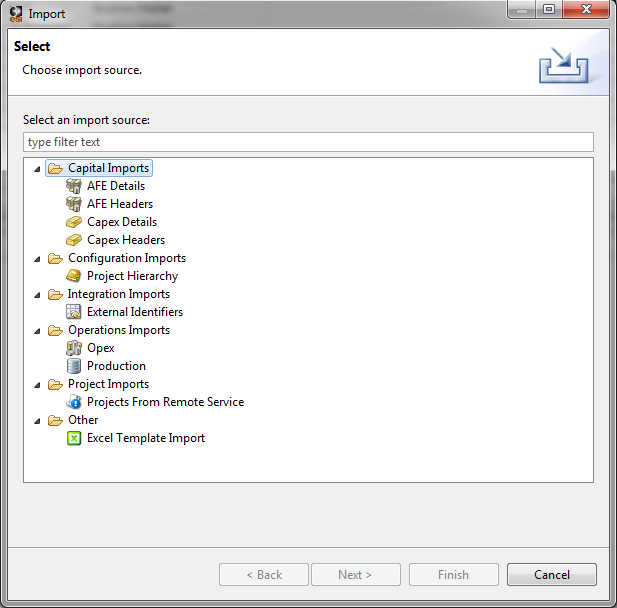 Import
Select
Choose import source.
Select an import source:
type filter text
Capital Imports
AFE Details
AFE Headers
Capex Details
Capex Headers
Configuration Imports
Project Hierarchy
Integration Imports
External Identifiers
Operations Imports
Opex
Production
Project Imports
Projects From Remote Service
Other
Excel Template Import
< Back
Next >
Finish
Cancel